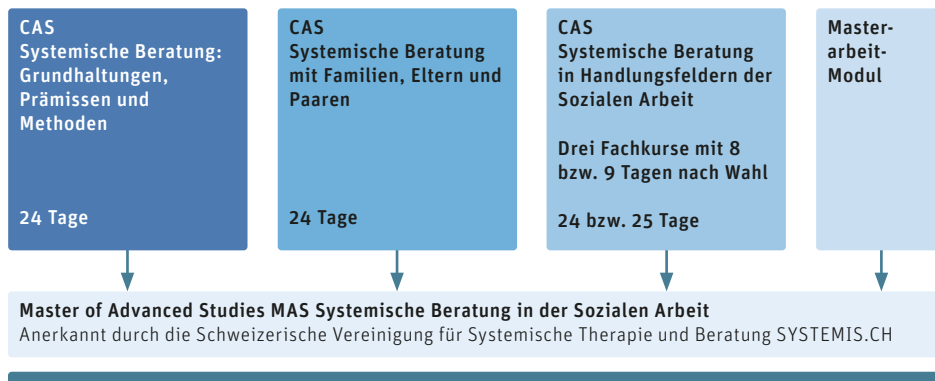 CAS
Systemische Beratung:
Grundhaltungen,
Prämissen und
Methoden
24 Tage
CAS
Systemische Beratung
mit Familien, Eltern und
Paaren
24 Tage
CAS
Systemische Beratung
in Handlungsfeldern der
Sozialen Arbeit
Drei Fachkurse mit 8
bzw. 9 Tagen nach Wahl
24 bzw. 25 Tage
Master-
arbeit-
Modul
Master of Advanced Studies MAS Systemische Beratung in der Sozialen Arbeit
Anerkannt durch die Schweizerische Vereinigung für Systemische Therapie und Beratung SYSTEMIS.CH